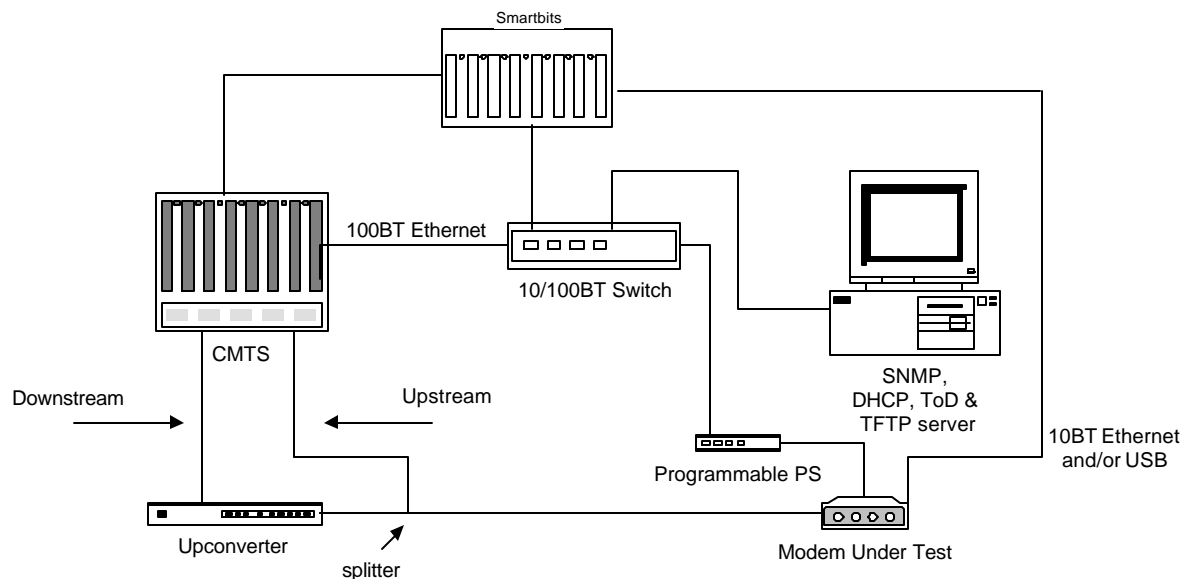 Smartbits
100BT Ethernet
10/100BT Switch
CMTS
SNMP,
DHCP, ToD &
TFTP server
Downstream
Upstream
10BT Ethernet
and/or USB
Programmable PS
Upconverter
Modem Under Test
splitter